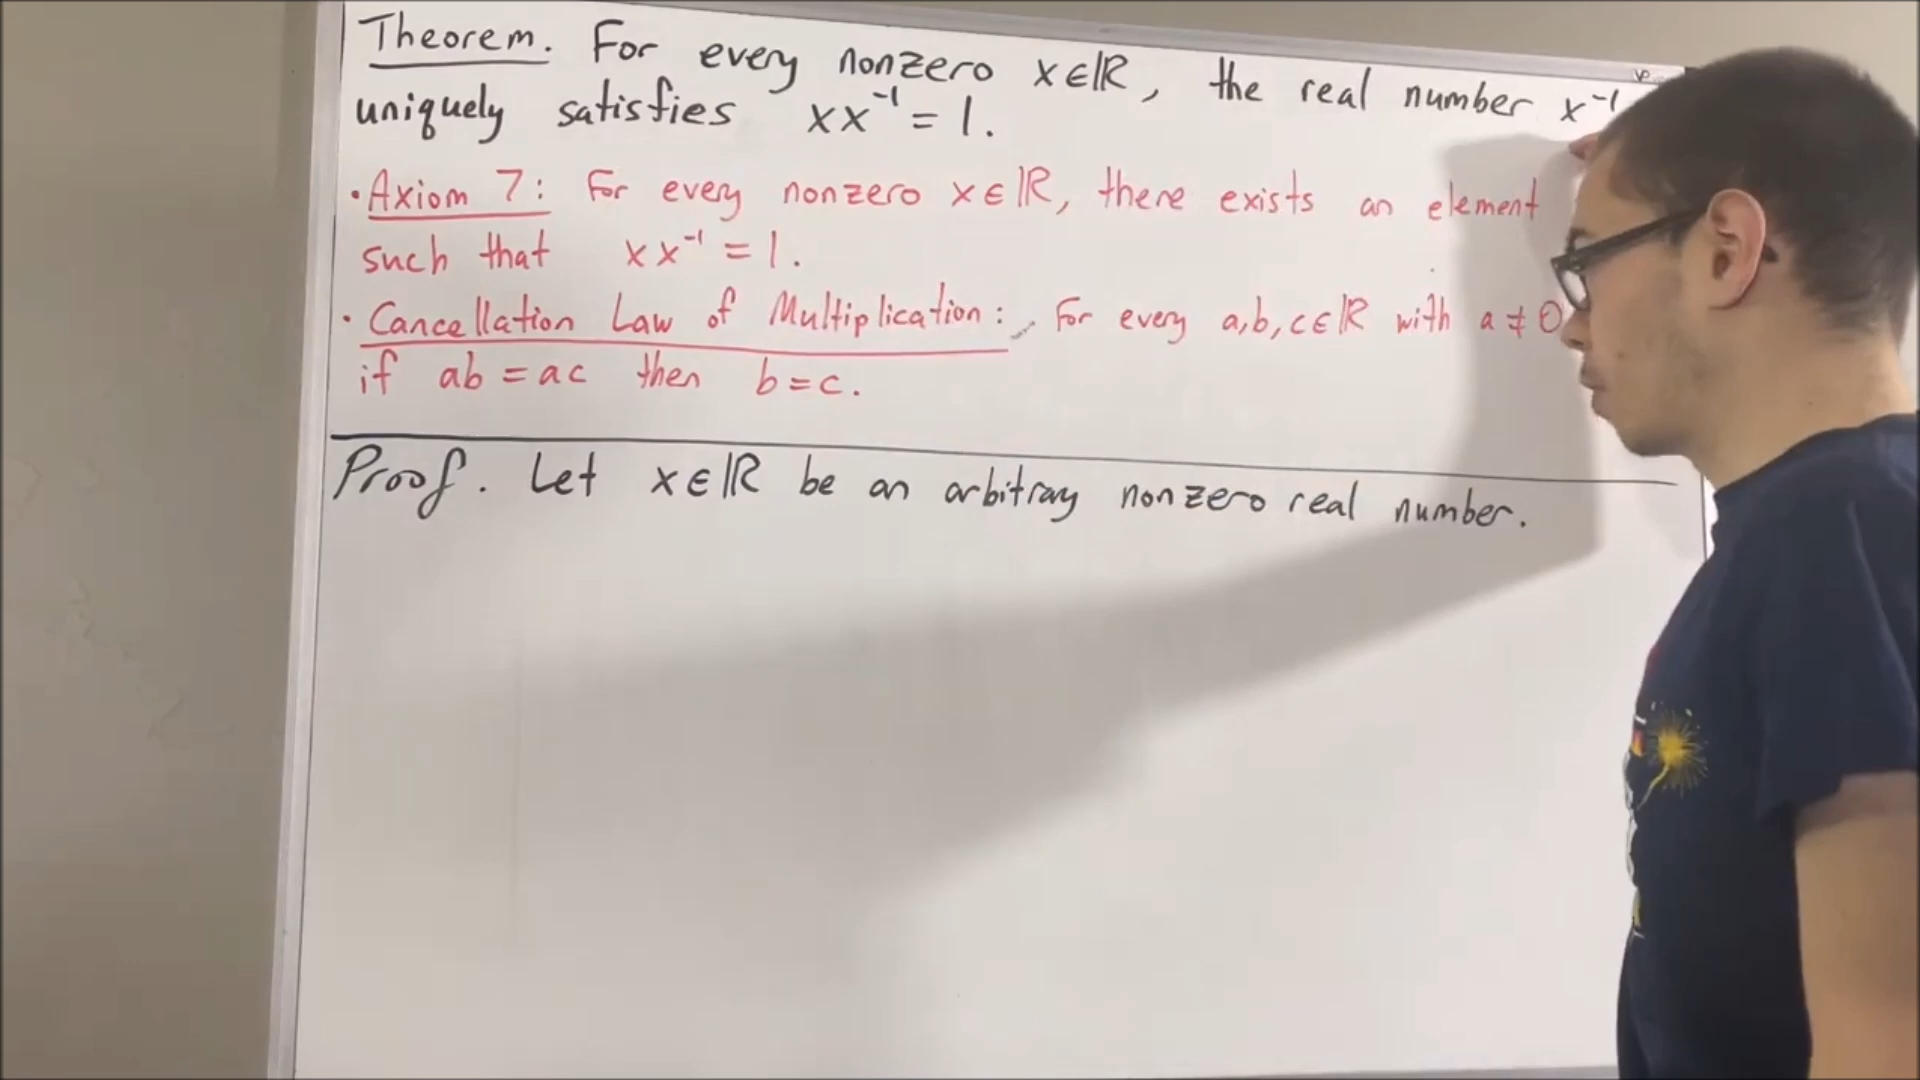 Theorem. For every nonzero x∈ℝ, the real number x⁻¹
uniquely satisfies xx⁻¹ = 1.
• Axiom 7: For every nonzero x∈ℝ, there exists an element
such that xx⁻¹ = 1.
• Cancellation Law of Multiplication: For every a,b,c∈ℝ with a≠0
if ab = ac then b = c.
Proof. Let x∈ℝ be an arbitray nonzero real number.